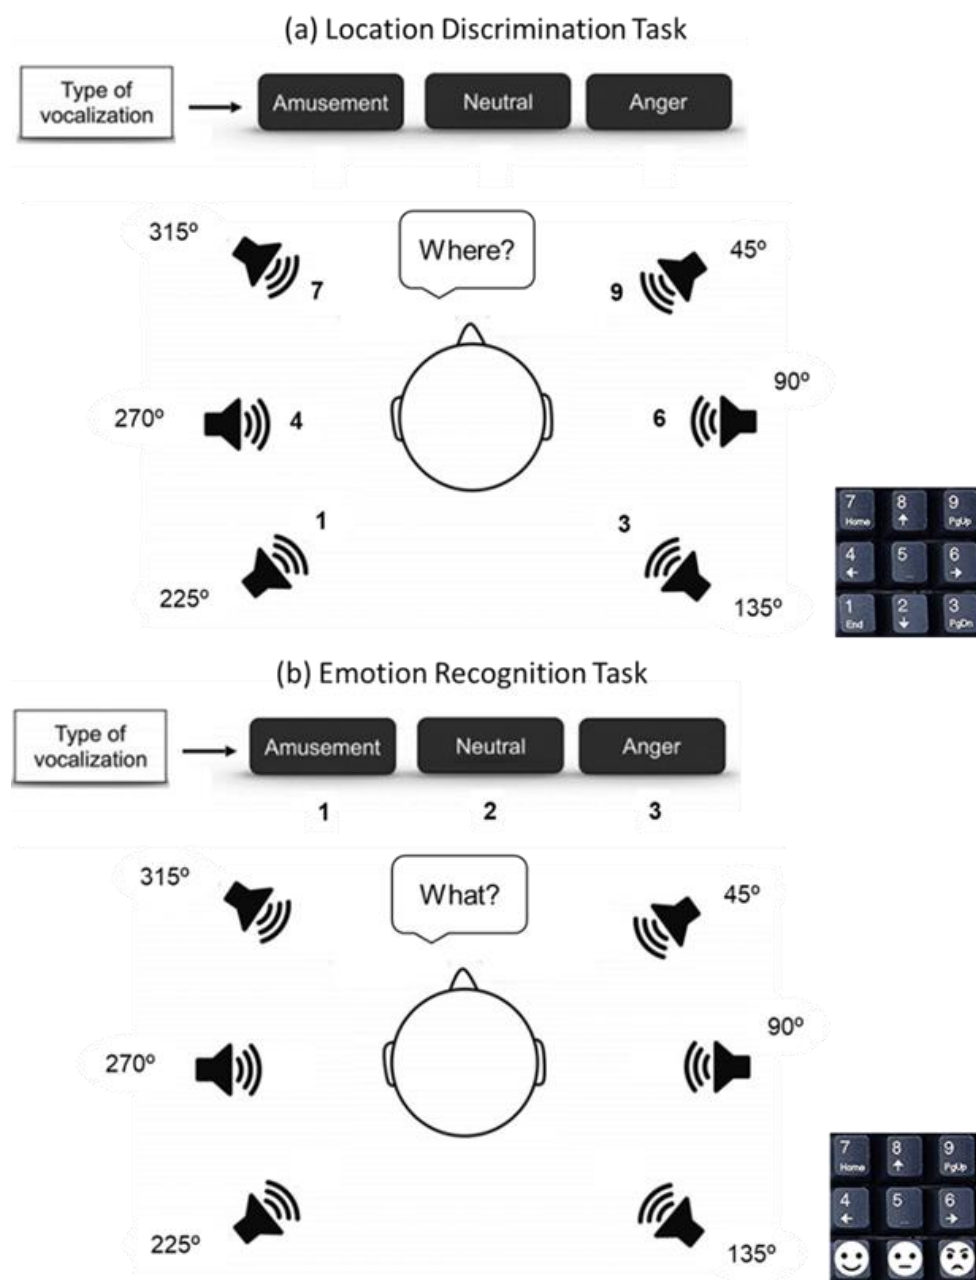 (a) Location Discrimination Task
Type of
vocalization
Amusement
Neutral
Anger
315º
Where?
45º
7
9
90º
270º
4
6
1
3
225º
135º
7 8 9
Home ↑ PgUp
4 5 6
← →
1 2 3
End ↓ PgDn
(b) Emotion Recognition Task
Type of
vocalization
Amusement
Neutral
Anger
1
2
3
315º
What?
45º
90º
270º
225º
135º
7 8 9
Home ↑ PgUp
4 5 6
← →